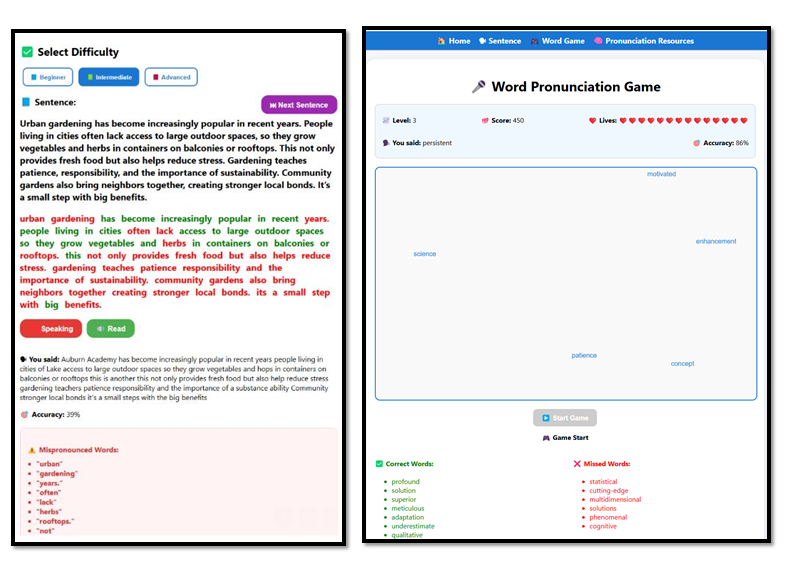 Select Difficulty
Beginner Intermediate Advanced
Sentence:
Next Sentence
Urban gardening has become increasingly popular in recent years. People
living in cities often lack access to large outdoor spaces, so they grow
vegetables and herbs in containers on balconies or rooftops. This not only
provides fresh food but also helps reduce stress. Gardening teaches
patience, responsibility, and the importance of sustainability. Community
gardens also bring neighbors together, creating stronger local bonds. It's
a small step with big benefits.
urban gardening has become increasingly popular in recent years.
people living in cities often lack access to large outdoor spaces
so they grow vegetables and herbs in containers on balconies or
rooftops. this not only provides fresh food but also helps reduce
stress. gardening teaches patience responsibility and the
importance of sustainability. community gardens also bring
neighbors together creating stronger local bonds. its a small step
with big benefits.
Speaking Read
You said: Auburn Academy has become increasingly popular in recent years people living in
cities of Lake access to large outdoor spaces so they grow vegetables and hops in containers on
balconies or rooftops this is another this not only provides fresh food but also help reduce stress
gardening teachers patience responsibility and the importance of a substance ability Community
stronger local bonds it's a small steps with the big benefits
Accuracy: 39%
Mispronounced Words:
"urban"
"gardening"
"years."
"often"
"lack"
"herbs"
"rooftops."
"not"
Home Sentence Word Game Pronunciation Resources
Word Pronunciation Game
Level: 3 Score: 450 Lives:
You said: persistent Accuracy: 86%
motivated
enhancement
science
patience
concept
Start Game
Game Start
Correct Words:
profound
solution
superior
meticulous
adaptation
underestimate
qualitative
Missed Words:
statistical
cutting-edge
multidimensional
solutions
phenomenal
cognitive